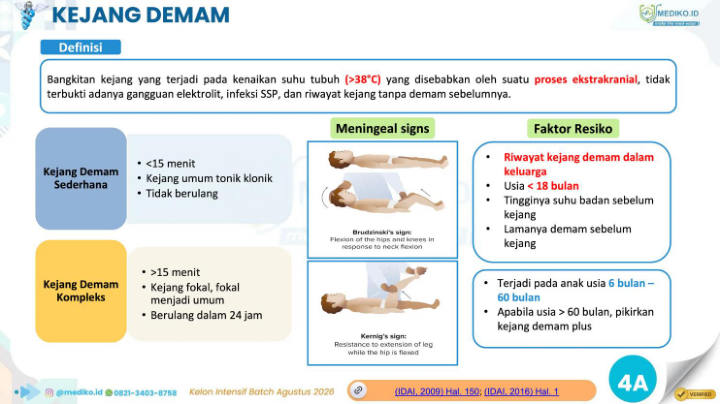 KEJANG DEMAM
MEDIKO.ID
Definisi
Bangkitan kejang yang terjadi pada kenaikan suhu tubuh (>38°C) yang disebabkan oleh suatu proses ekstrakranial, tidak
terbukti adanya gangguan elektrolit, infeksi SSP, dan riwayat kejang tanpa demam sebelumnya.
Kejang Demam
Sederhana
• <15 menit
• Kejang umum tonik klonik
• Tidak berulang
Kejang Demam
Kompleks
• >15 menit
• Kejang fokal, fokal
menjadi umum
• Berulang dalam 24 jam
Meningeal signs
Brudzinski's sign:
Flexion of the hips and knees in
response to neck flexion
Kernig's sign:
Resistance to extension of leg
while the hip is flexed
Faktor Resiko
• Riwayat kejang demam dalam
keluarga
• Usia < 18 bulan
• Tingginya suhu badan sebelum
kejang
• Lamanya demam sebelum
kejang
• Terjadi pada anak usia 6 bulan –
60 bulan
• Apabila usia > 60 bulan, pikirkan
kejang demam plus
@mediko.id 0821-3403-8758
Kelon Intensif Batch Agustus 2026
(IDAI, 2009) Hal. 150; (IDAI, 2016) Hal. 1
4A
VERIFIED